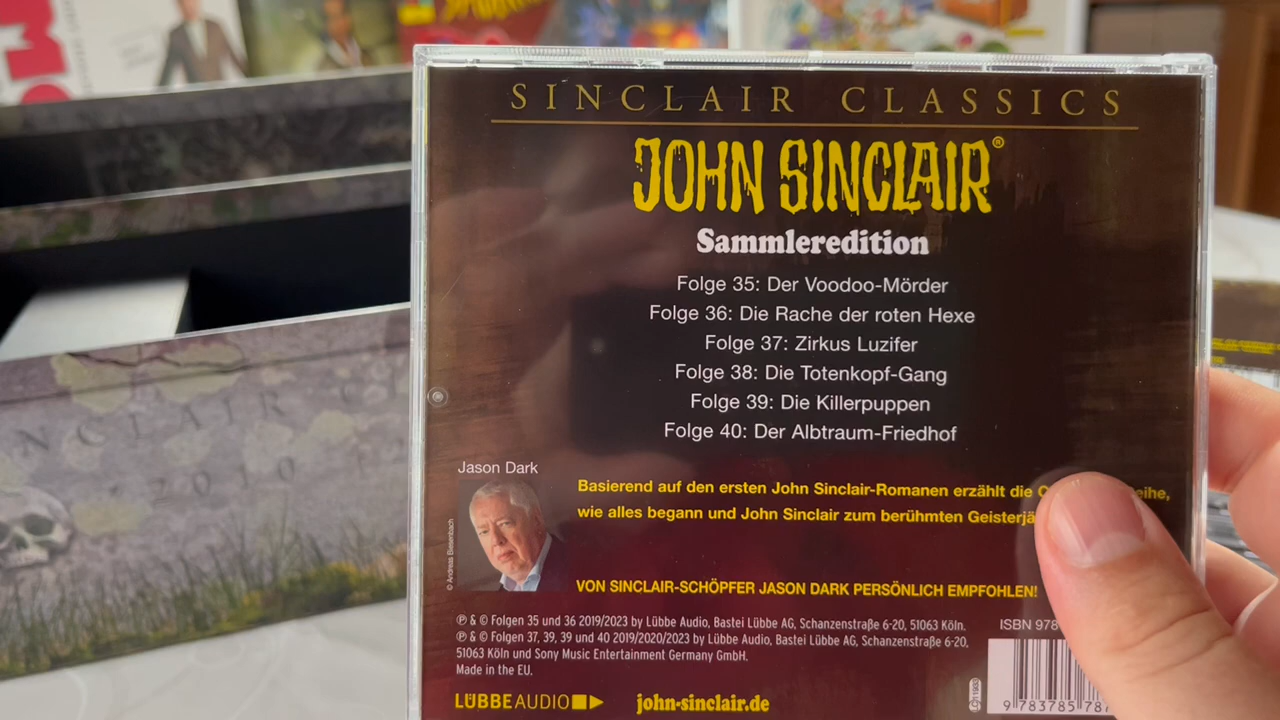 SINCLAIR CLASSICS
JOHN SINCLAIR®
Sammleredition
Folge 35: Der Voodoo-Mörder
Folge 36: Die Rache der roten Hexe
Folge 37: Zirkus Luzifer
Folge 38: Die Totenkopf-Gang
Folge 39: Die Killerpuppen
Folge 40: Der Albtraum-Friedhof
Jason Dark
© Andreas Biesenbach
Basierend auf den ersten John Sinclair-Romanen erzählt die
wie alles begann und John Sinclair zum berühmten
VON SINCLAIR-SCHÖPFER JASON DARK PERSÖNLICH EMPFOHLEN!
℗ & © Folgen 35 und 36 2019/2023 by Lübbe Audio, Bastei Lübbe AG, Schanzenstraße 6-20, 51063 Köln.
℗ & © Folgen 37, 39, 39 und 40 2019/2020/2023 by Lübbe Audio, Bastei Lübbe AG, Schanzenstraße 6-20,
51063 Köln und Sony Music Entertainment Germany GmbH.
Made in the EU.
ISBN 978
LÜBBE AUDIO
john-sinclair.de
9 783785 787
2010